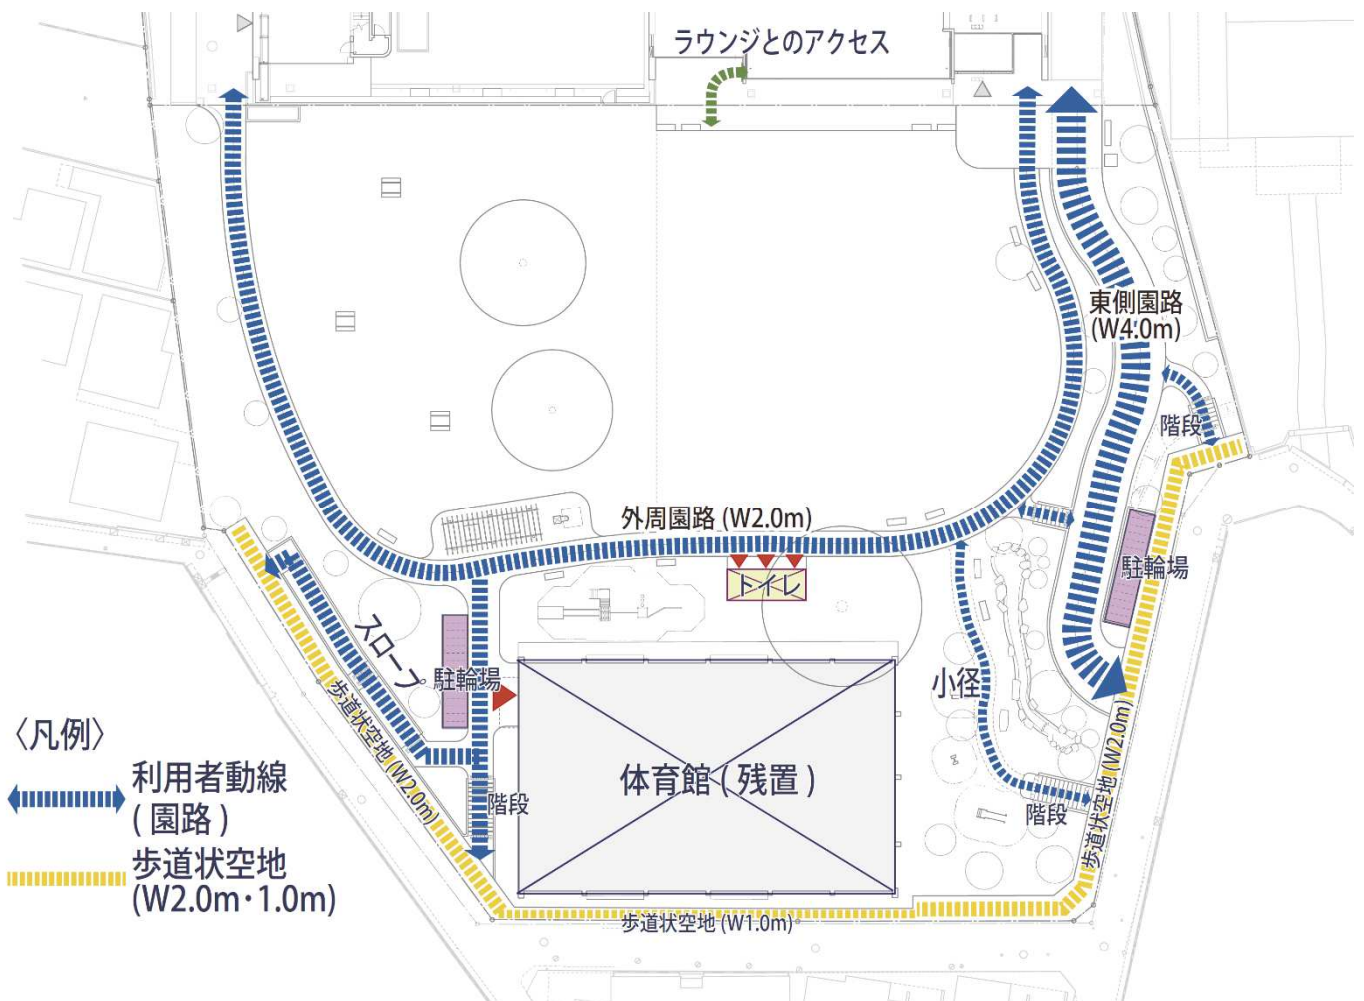 ラウンジとのアクセス
東側園路
(W4.0m)
階段
外周園路 (W2.0m)
駐輪場
トイレ
スロープ
駐輪場
小径
歩道状空地 (W2.0m)
〈凡例〉
利用者動線
( 園路 )
体育館 ( 残置 )
階段
階段
歩道状空地 (W2.0m)
歩道状空地
(W2.0m･1.0m)
歩道状空地 (W1.0m)